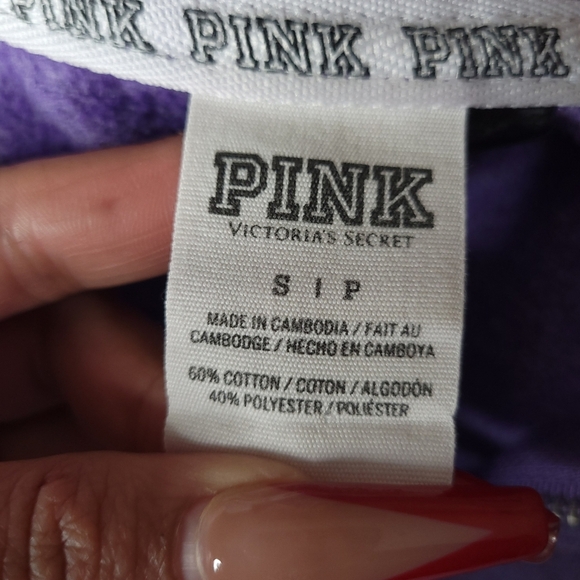 PINK PINK PINK
PINK
VICTORIA'S SECRET
S | P
MADE IN CAMBODIA / FAIT AU
CAMBODGE / HECHO EN CAMBOYA
60% COTTON / COTON / ALGODÓN
40% POLYESTER / POLIÉSTER